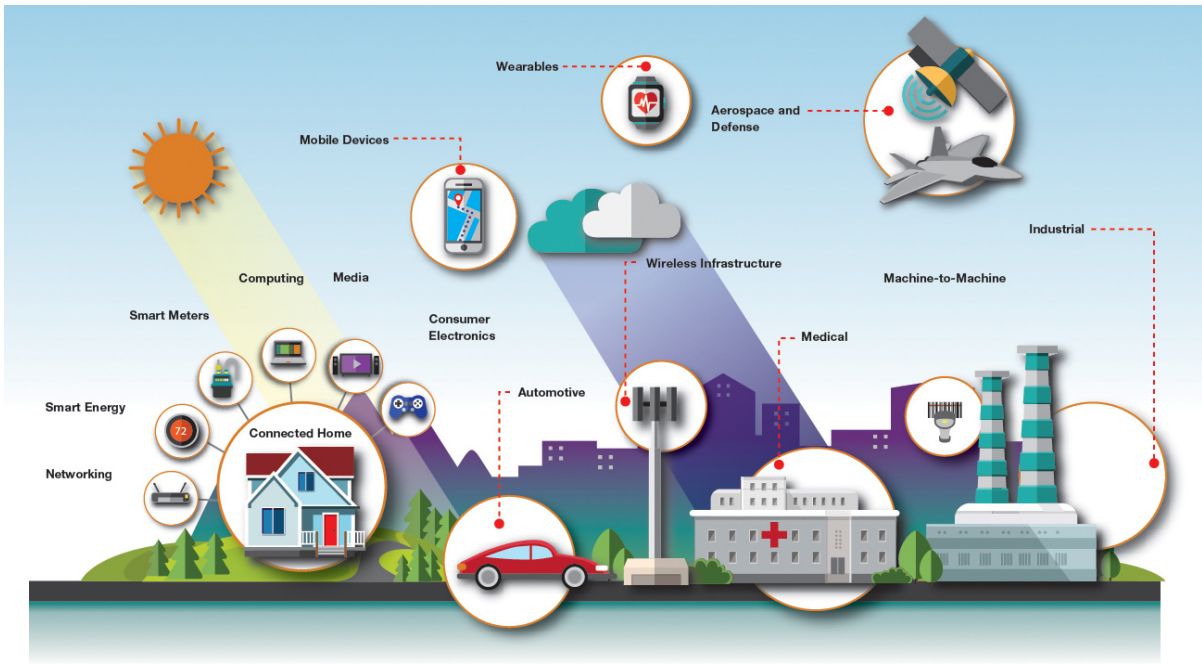 Wearables
Aerospace and
Defense
Mobile Devices
Industrial
Wireless Infrastructure
Computing
Media
Machine-to-Machine
Smart Meters
Consumer
Electronics
Medical
Automotive
Smart Energy
72
Connected Home
Networking